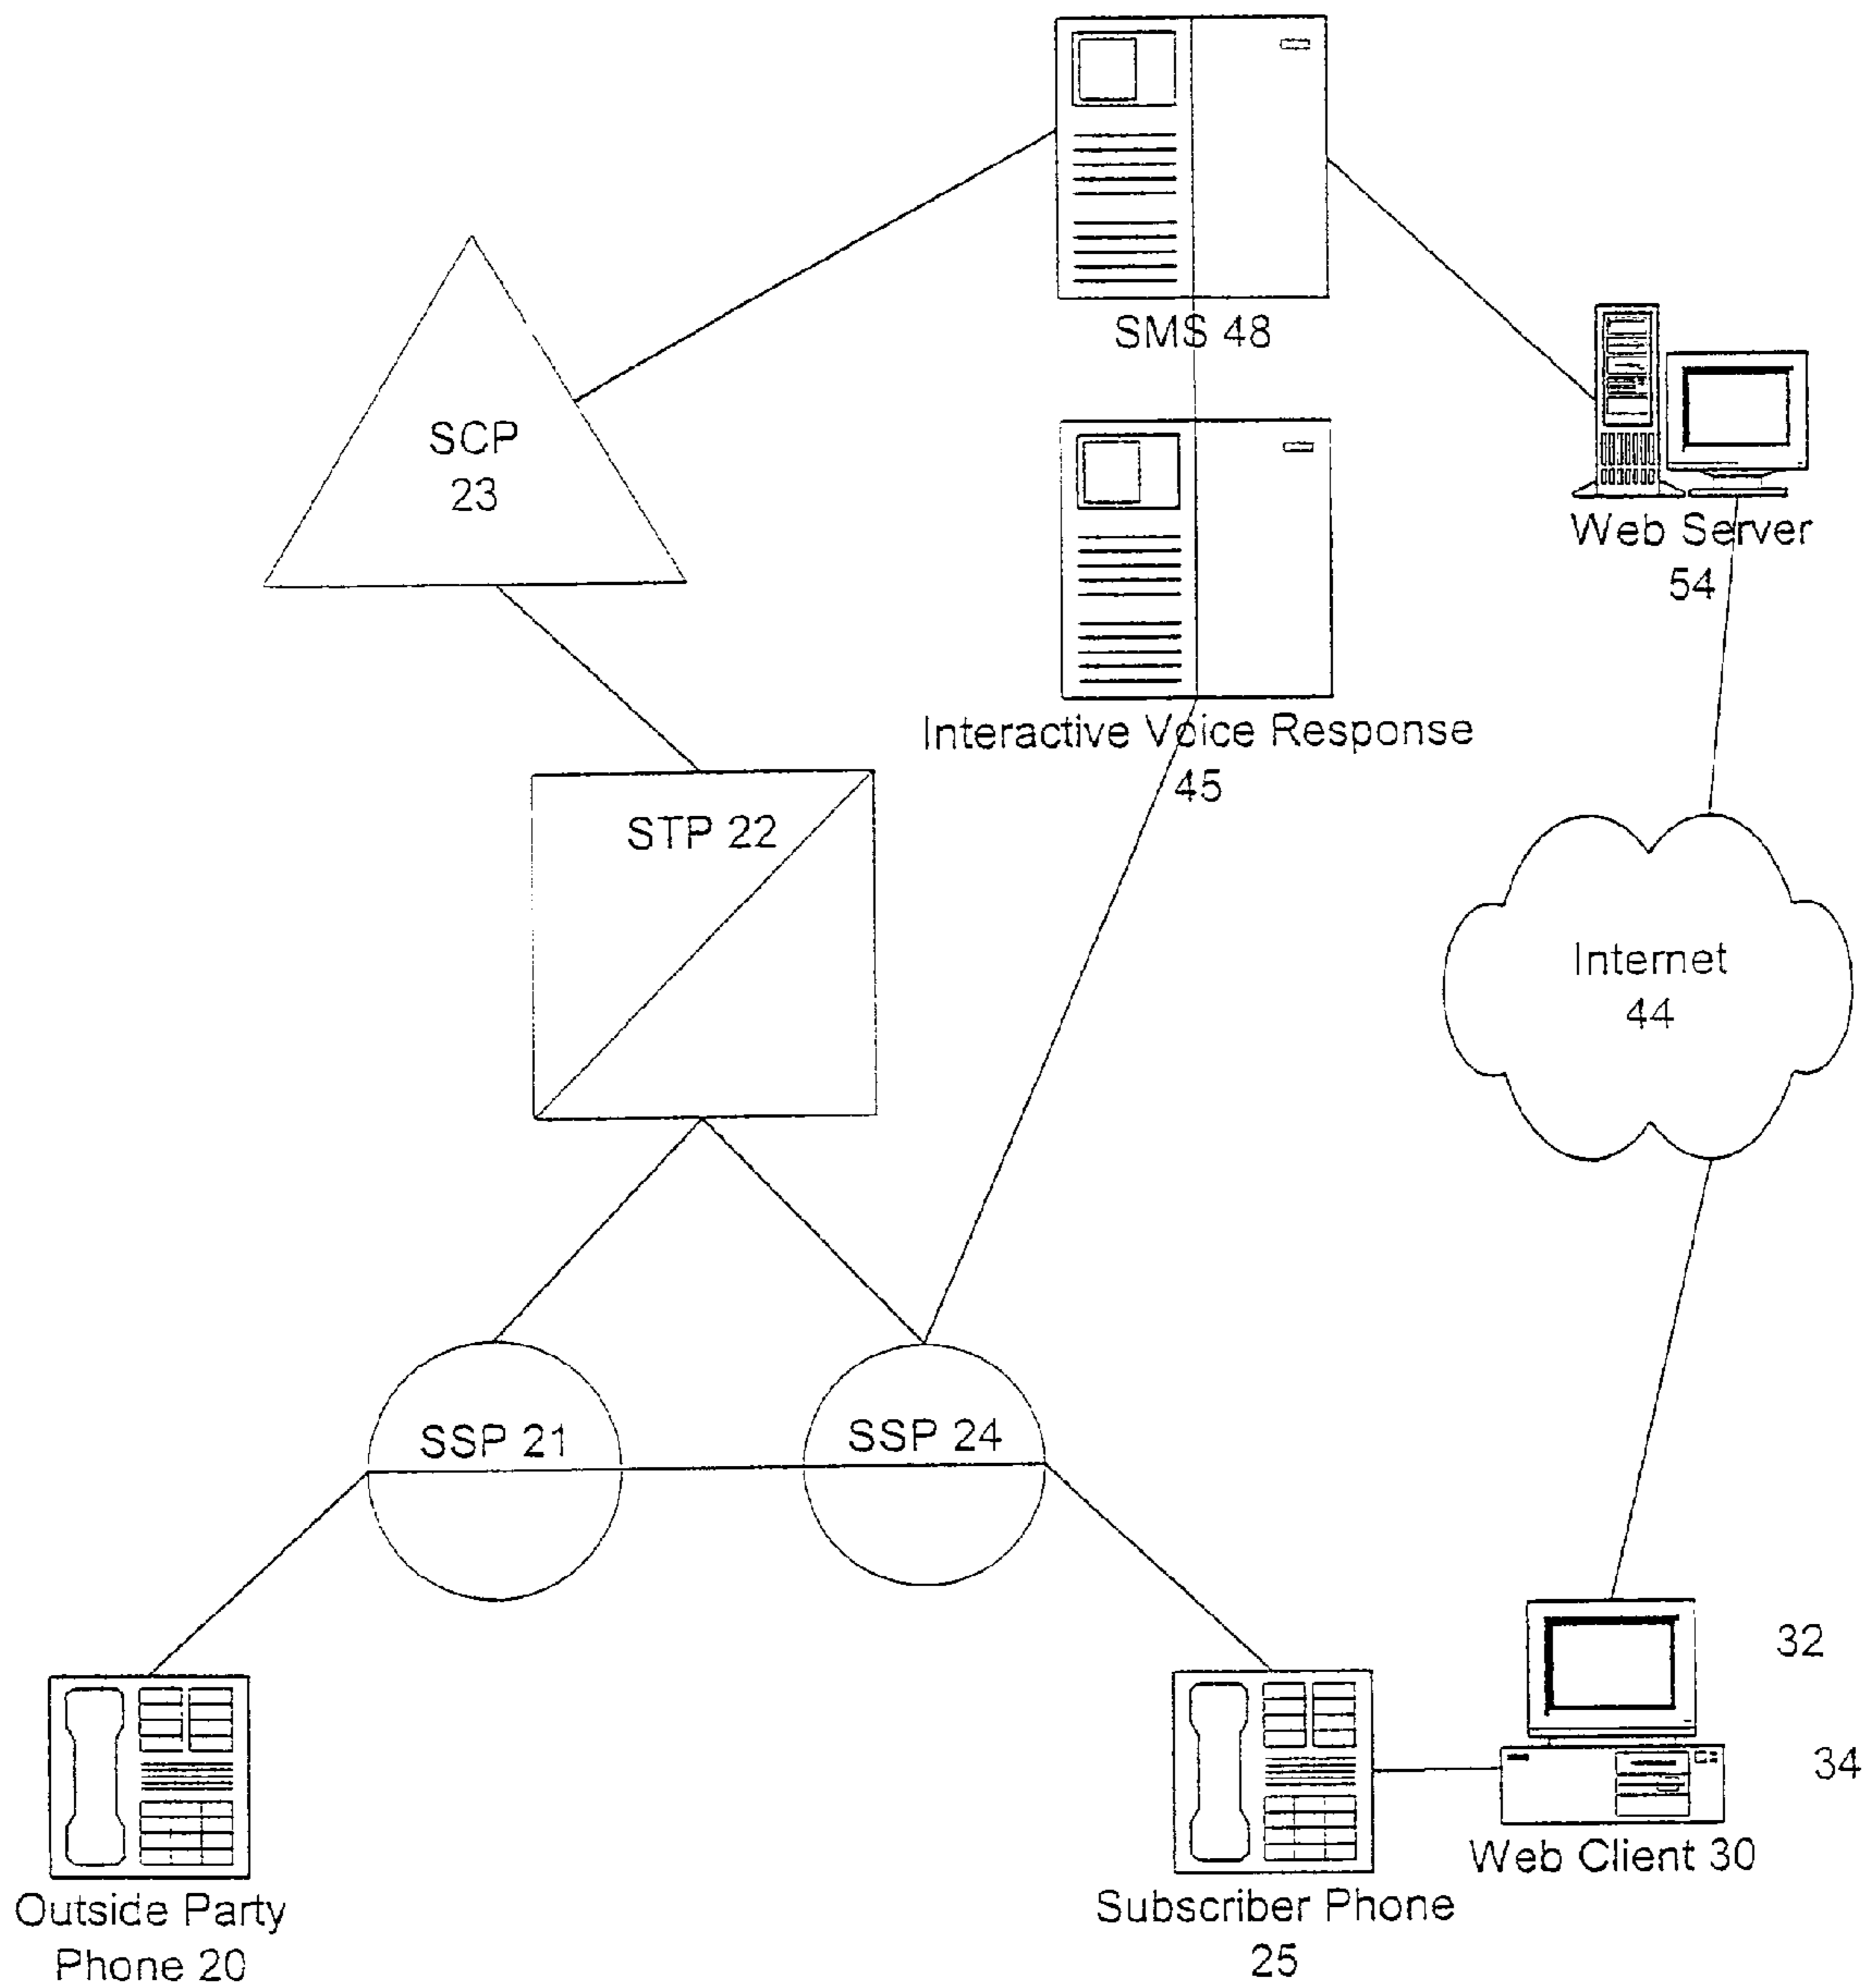 SMS 48
SCP
23
Web Server
54
Interactive Voice Response
45
STP 22
Internet
44
SSP 21
SSP 24
32
34
Web Client 30
Outside Party
Phone 20
Subscriber Phone
25